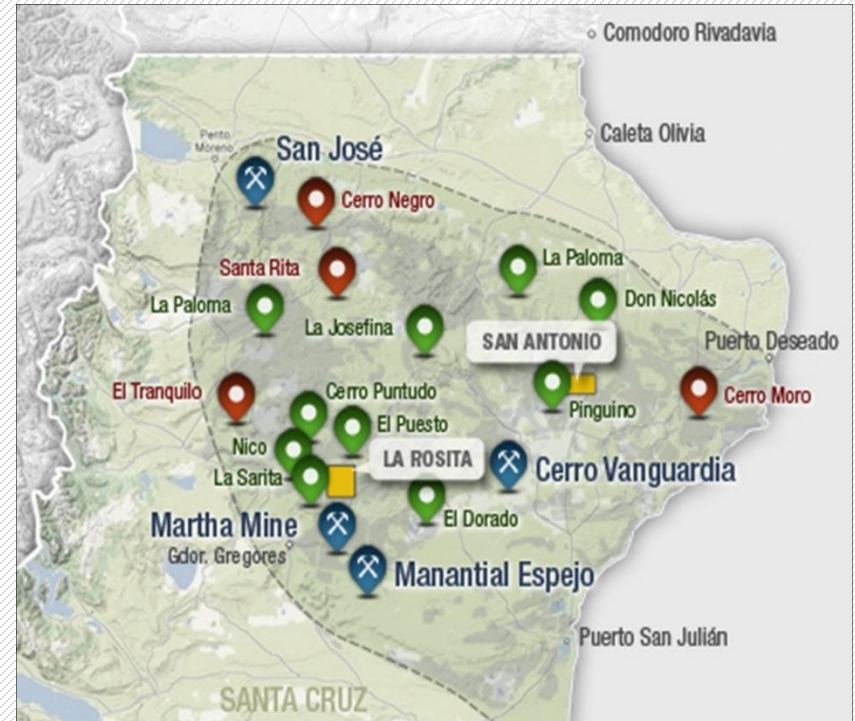 Comodoro Rivadavia
Caleta Olivia
Perito
Moreno
San José
Cerro Negro
La Paloma
Santa Rita
La Paloma
Don Nicolás
La Josefina
SAN ANTONIO
Puerto Deseado
El Tranquilo
Cerro Puntudo
Cerro Moro
Pinguino
El Puesto
Nico
LA ROSITA
Cerro Vanguardia
La Sarita
El Dorado
Martha Mine
Gdor. Gregores
Manantial Espejo
Puerto San Julián
SANTA CRUZ